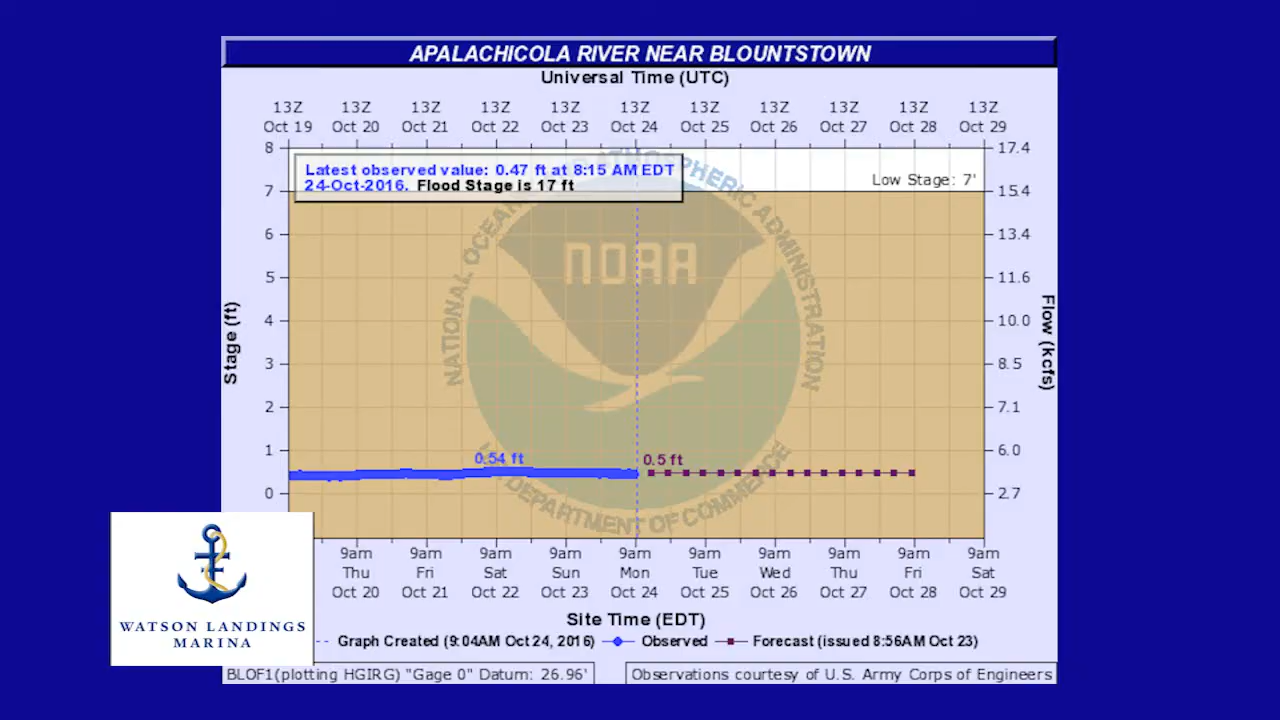 APALACHICOLA RIVER NEAR BLOUNTSTOWN
Universal Time (UTC)
13Z 13Z 13Z 13Z 13Z 13Z 13Z 13Z 13Z 13Z 13Z
Oct 19 Oct 20 Oct 21 Oct 22 Oct 23 Oct 24 Oct 25 Oct 26 Oct 27 Oct 28 Oct 29
8 17.4
Latest observed value: 0.47 ft at 8:15 AM EDT
24-Oct-2016. Flood Stage is 17 ft
Low Stage: 7'
7 15.4
6 13.4
5 11.6
4 10.0
3 8.5
2 7.1
1 6.0
0 2.7
Stage (ft)
Flow (kcfs)
NOAA
NATIONAL OCEANIC ATMOSPHERIC ADMINISTRATION
DEPARTMENT OF COMMERCE
0.54 ft 0.5 ft
9am 9am 9am 9am 9am 9am 9am 9am 9am 9am
Thu Fri Sat Sun Mon Tue Wed Thu Fri Sat
Oct 20 Oct 21 Oct 22 Oct 23 Oct 24 Oct 25 Oct 26 Oct 27 Oct 28 Oct 29
Site Time (EDT)
Graph Created (9:04AM Oct 24, 2016) Observed Forecast (issued 8:56AM Oct 23)
WATSON LANDINGS
MARINA
BLOF1(plotting HGIRG) "Gage 0" Datum: 26.96' Observations courtesy of U.S. Army Corps of Engineers